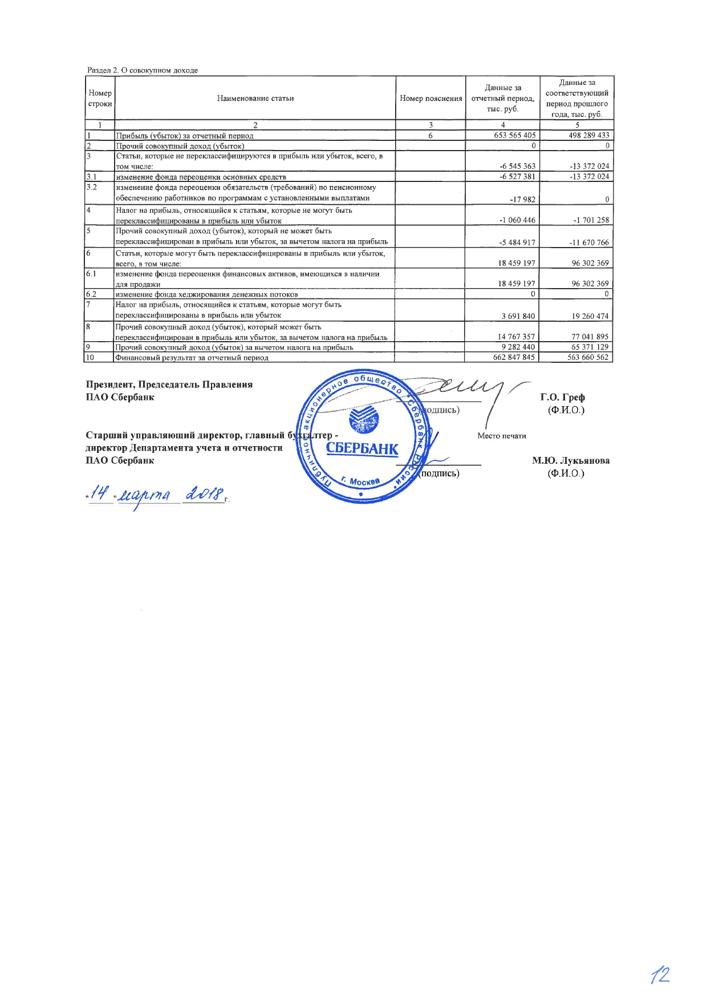 Раздел 2. О совокупном доходе
Номер строки Наименование статьи Номер пояснения Данные за отчетный период, тыс. руб. Данные за соответствующий период прошлого года, тыс. руб.
1 2 3 4 5
1 Прибыль (убыток) за отчетный период 6 653 565 405 498 289 433
2 Прочий совокупный доход (убыток) 0 0
3 Статьи, которые не переклассифицируются в прибыль или убыток, всего, в
том числе: -6 545 363 -13 372 024
3.1 изменение фонда переоценки основных средств -6 527 381 -13 372 024
3.2 изменение фонда переоценки обязательств (требований) по пенсионному
обеспечению работников по программам с установленными выплатами -17 982 0
4 Налог на прибыль, относящийся к статьям, которые не могут быть
переклассифицированы в прибыль или убыток -1 060 446 -1 701 258
5 Прочий совокупный доход (убыток), который не может быть
переклассифицирован в прибыль или убыток, за вычетом налога на прибыль -5 484 917 -11 670 766
6 Статьи, которые могут быть переклассифицированы в прибыль или убыток,
всего, в том числе: 18 459 197 96 302 369
6.1 изменение фонда переоценки финансовых активов, имеющихся в наличии
для продажи 18 459 197 96 302 369
6.2 изменение фонда хеджирования денежных потоков 0 0
7 Налог на прибыль, относящийся к статьям, которые могут быть
переклассифицированы в прибыль или убыток 3 691 840 19 260 474
8 Прочий совокупный доход (убыток), который может быть
переклассифицирован в прибыль или убыток, за вычетом налога на прибыль 14 767 357 77 041 895
9 Прочий совокупный доход (убыток) за вычетом налога на прибыль 9 282 440 65 371 129
10 Финансовый результат за отчетный период 662 847 845 563 660 562
Президент, Председатель Правления
ПАО Сбербанк Г.О. Греф
(подпись) (Ф.И.О.)
Старший управляющий директор, главный бухгалтер - Место печати
директор Департамента учета и отчетности
ПАО Сбербанк М.Ю. Лукьянова
(подпись) (Ф.И.О.)
Публичное акционерное общество "Сбербанк России"
СБЕРБАНК
г. Москва
"14" марта 2018 г.
12